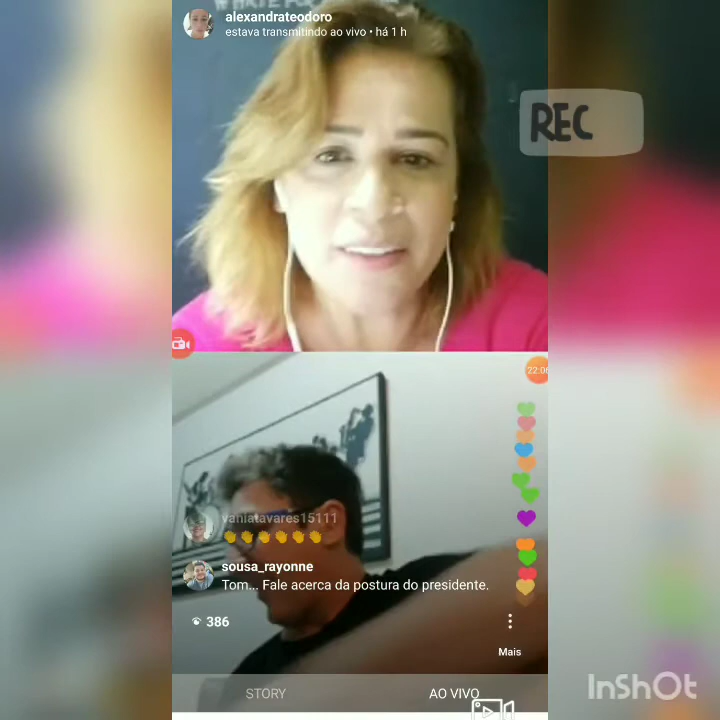 alexandrateodoro
estava transmitindo ao vivo • há 1 h
REC
22:06
vaniatavares15111
👏👏👏👏👏👏
sousa_rayonne
Tom... Fale acerca da postura do presidente.
386
Mais
STORY
AO VIVO
InShOt